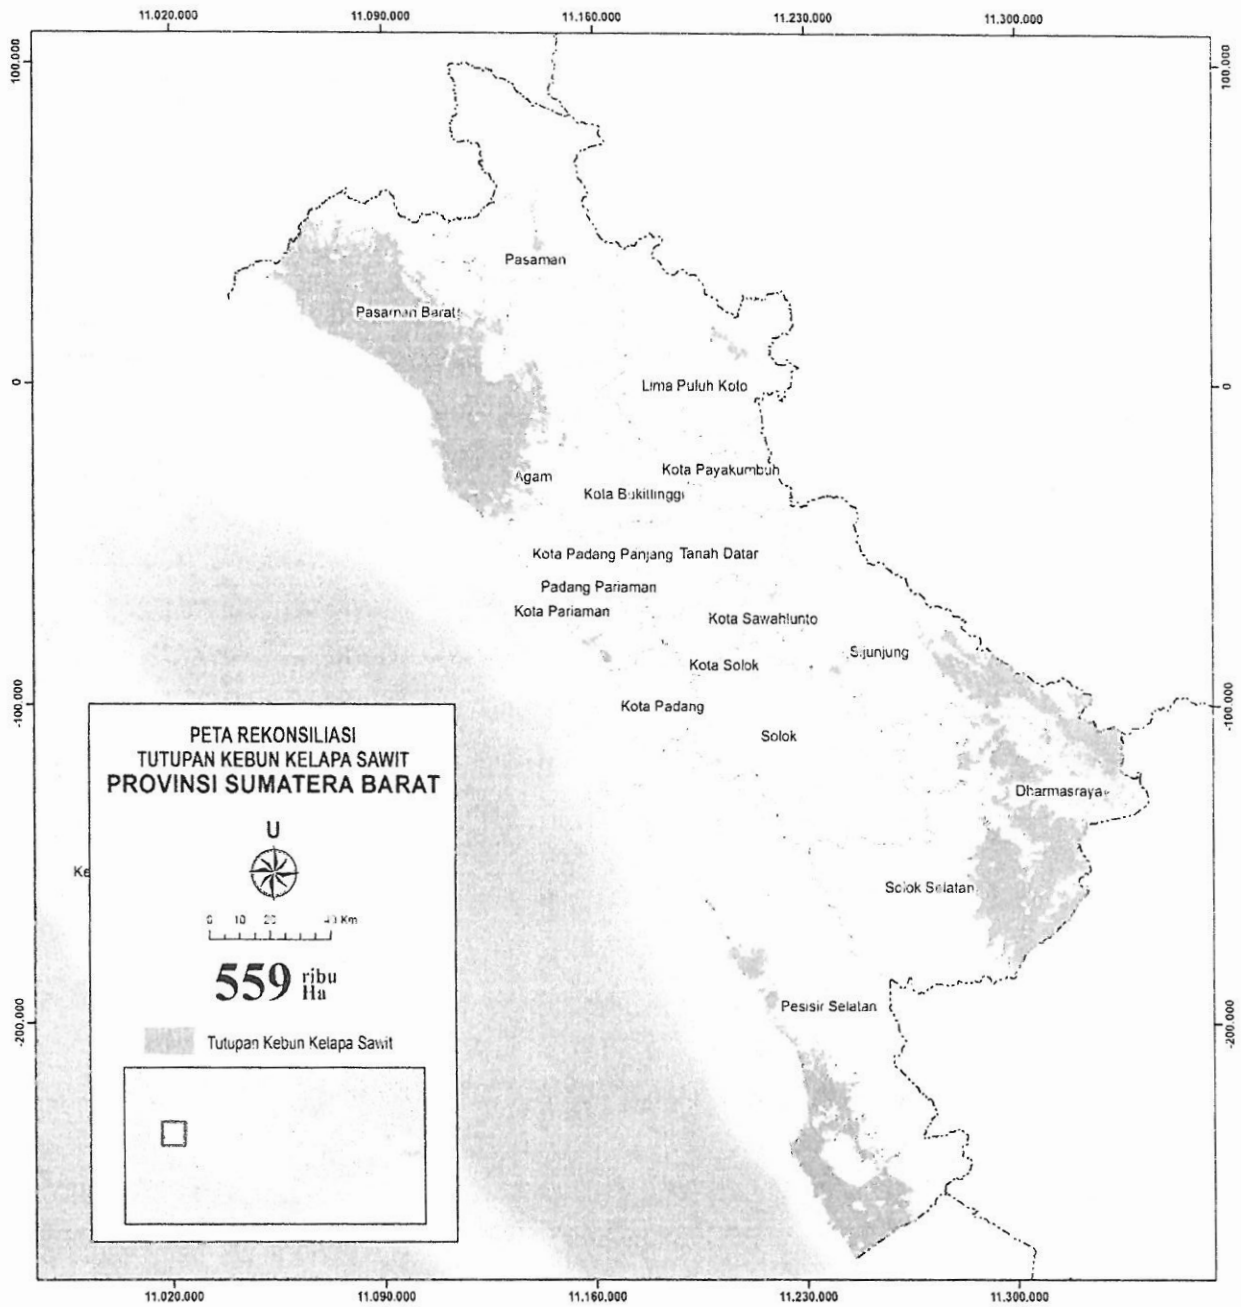 11.020.000 11.090.000 11.160.000 11.230.000 11.300.000
100.000 100.000
Pasaman
Pasaman Barat
0 0
Lima Puluh Koto
Kota Payakumbuh
Agam
Kota Bukittinggi
Kota Padang Panjang Tanah Datar
Padang Pariaman
Kota Pariaman
Kota Sawahlunto
Sijunjung
Kota Solok
-100.000 -100.000
Kota Padang
Solok
Dharmasraya
Solok Selatan
Pesisir Selatan
-200.000 -200.000
Ke
PETA REKONSILIASI
TUTUPAN KEBUN KELAPA SAWIT
PROVINSI SUMATERA BARAT
U
0 10 20 40 Km
559 ribu
Ha
Tutupan Kebun Kelapa Sawit
11.020.000 11.090.000 11.160.000 11.230.000 11.300.000